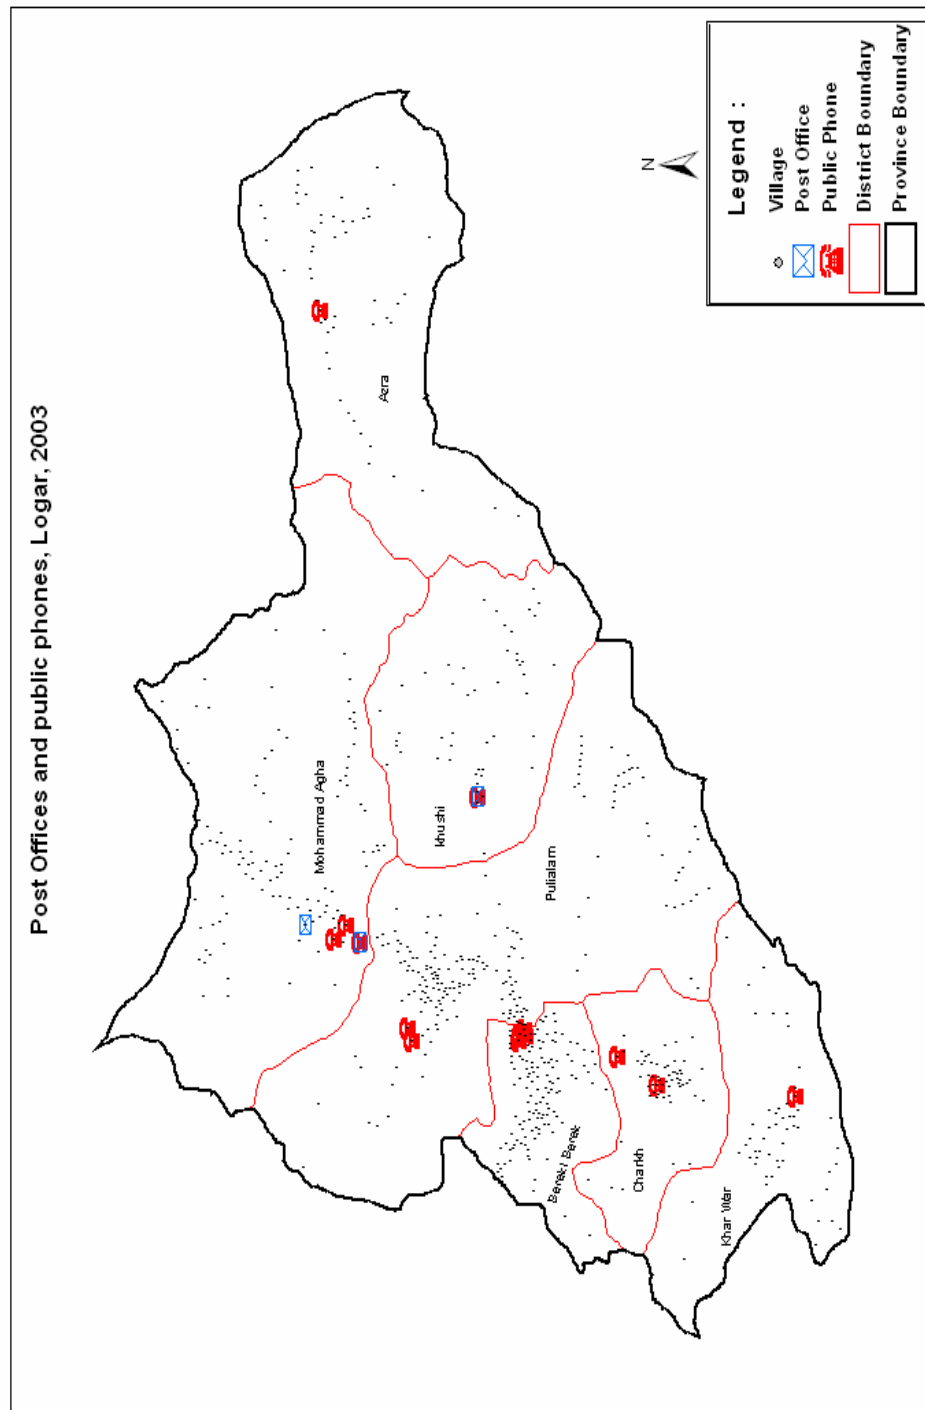 Post Offices and public phones, Logar, 2003
Azra
Mohammad Agha
khushi
Pulialam
Baraki Barak
Charkh
Khar War
N
Legend :
Village
Post Office
Public Phone
District Boundary
Province Boundary